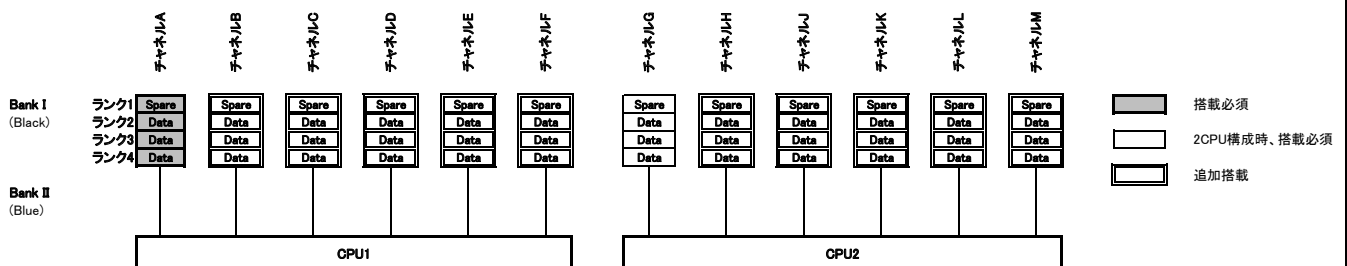 チャネルA チャネルB チャネルC チャネルD チャネルE チャネルF チャネルG チャネルH チャネルJ チャネルK チャネルL チャネルM
Bank I ランク1 Spare Spare Spare Spare Spare Spare Spare Spare Spare Spare Spare Spare 搭載必須
(Black) ランク2 Data Data Data Data Data Data Data Data Data Data Data Data
ランク3 Data Data Data Data Data Data Data Data Data Data Data Data 2CPU構成時、搭載必須
ランク4 Data Data Data Data Data Data Data Data Data Data Data Data
追加搭載
Bank II
(Blue)
CPU1 CPU2